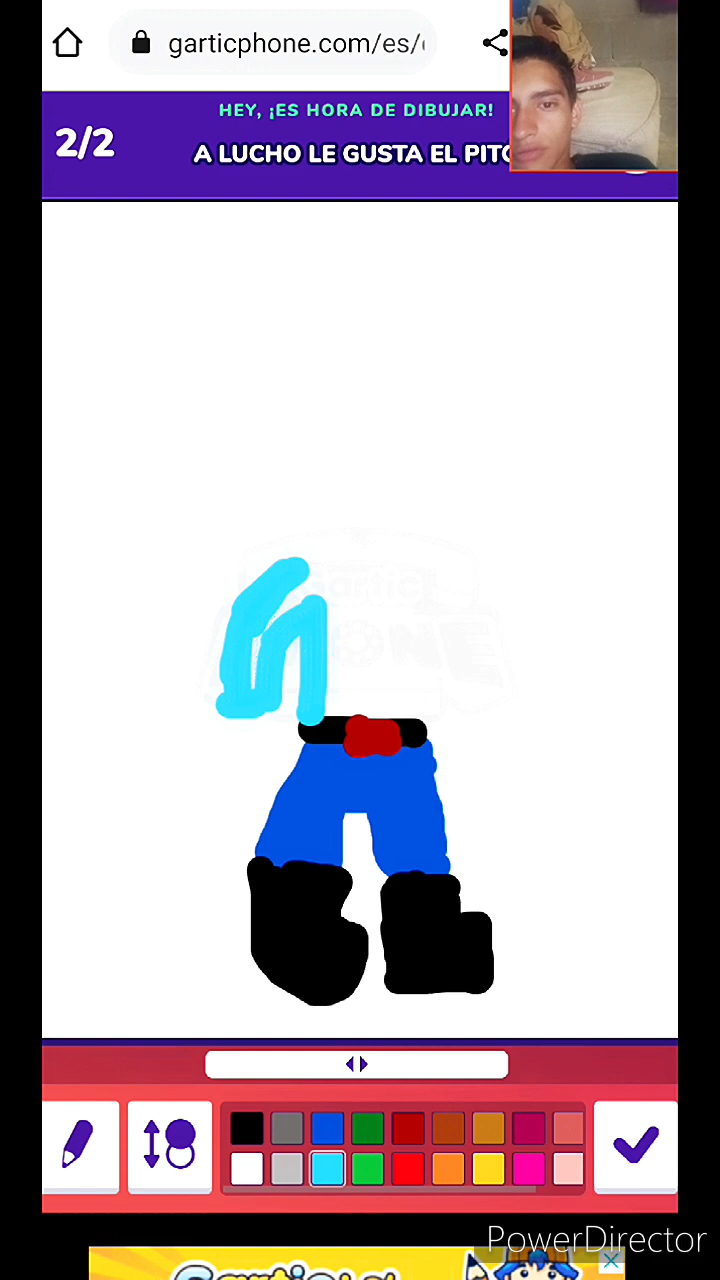 garticphone.com/es/
HEY, ¡ES HORA DE DIBUJAR!
2/2
A LUCHO LE GUSTA EL PITO
PowerDirector